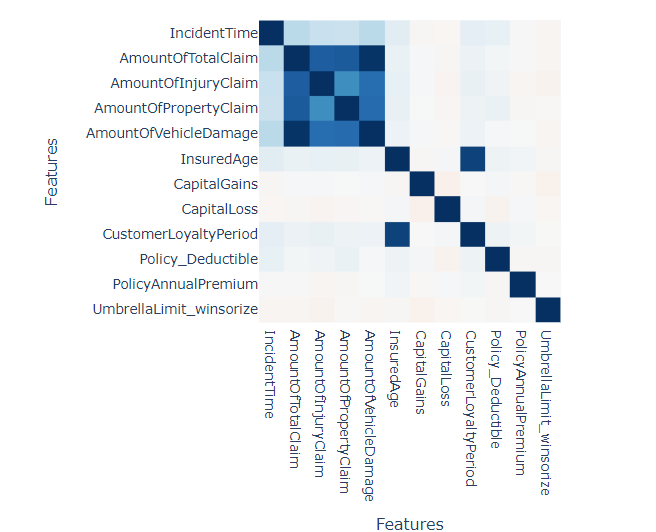 IncidentTime
AmountOfTotalClaim
AmountOfInjuryClaim
AmountOfPropertyClaim
AmountOfVehicleDamage
InsuredAge
CapitalGains
CapitalLoss
CustomerLoyaltyPeriod
Policy_Deductible
PolicyAnnualPremium
UmbrellaLimit_winsorize
Features
IncidentTime
AmountOfTotalClaim
AmountOfInjuryClaim
AmountOfPropertyClaim
AmountOfVehicleDamage
InsuredAge
CapitalGains
CapitalLoss
CustomerLoyaltyPeriod
Policy_Deductible
PolicyAnnualPremium
UmbrellaLimit_winsorize
Features